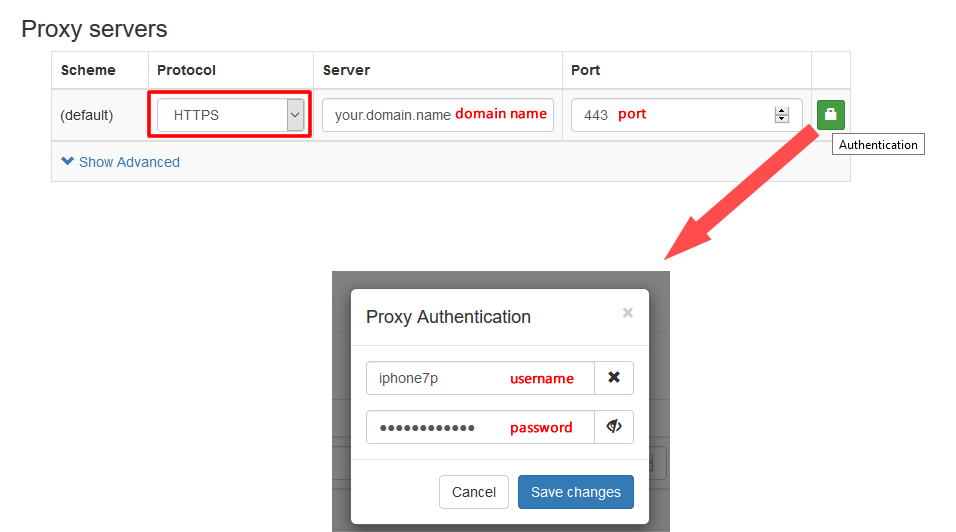 Proxy servers
Scheme Protocol Server Port
(default) HTTPS your.domain.name domain name 443 port
Authentication
Show Advanced
Proxy Authentication ×
iphone7p username
•••••••••••• password
Cancel Save changes